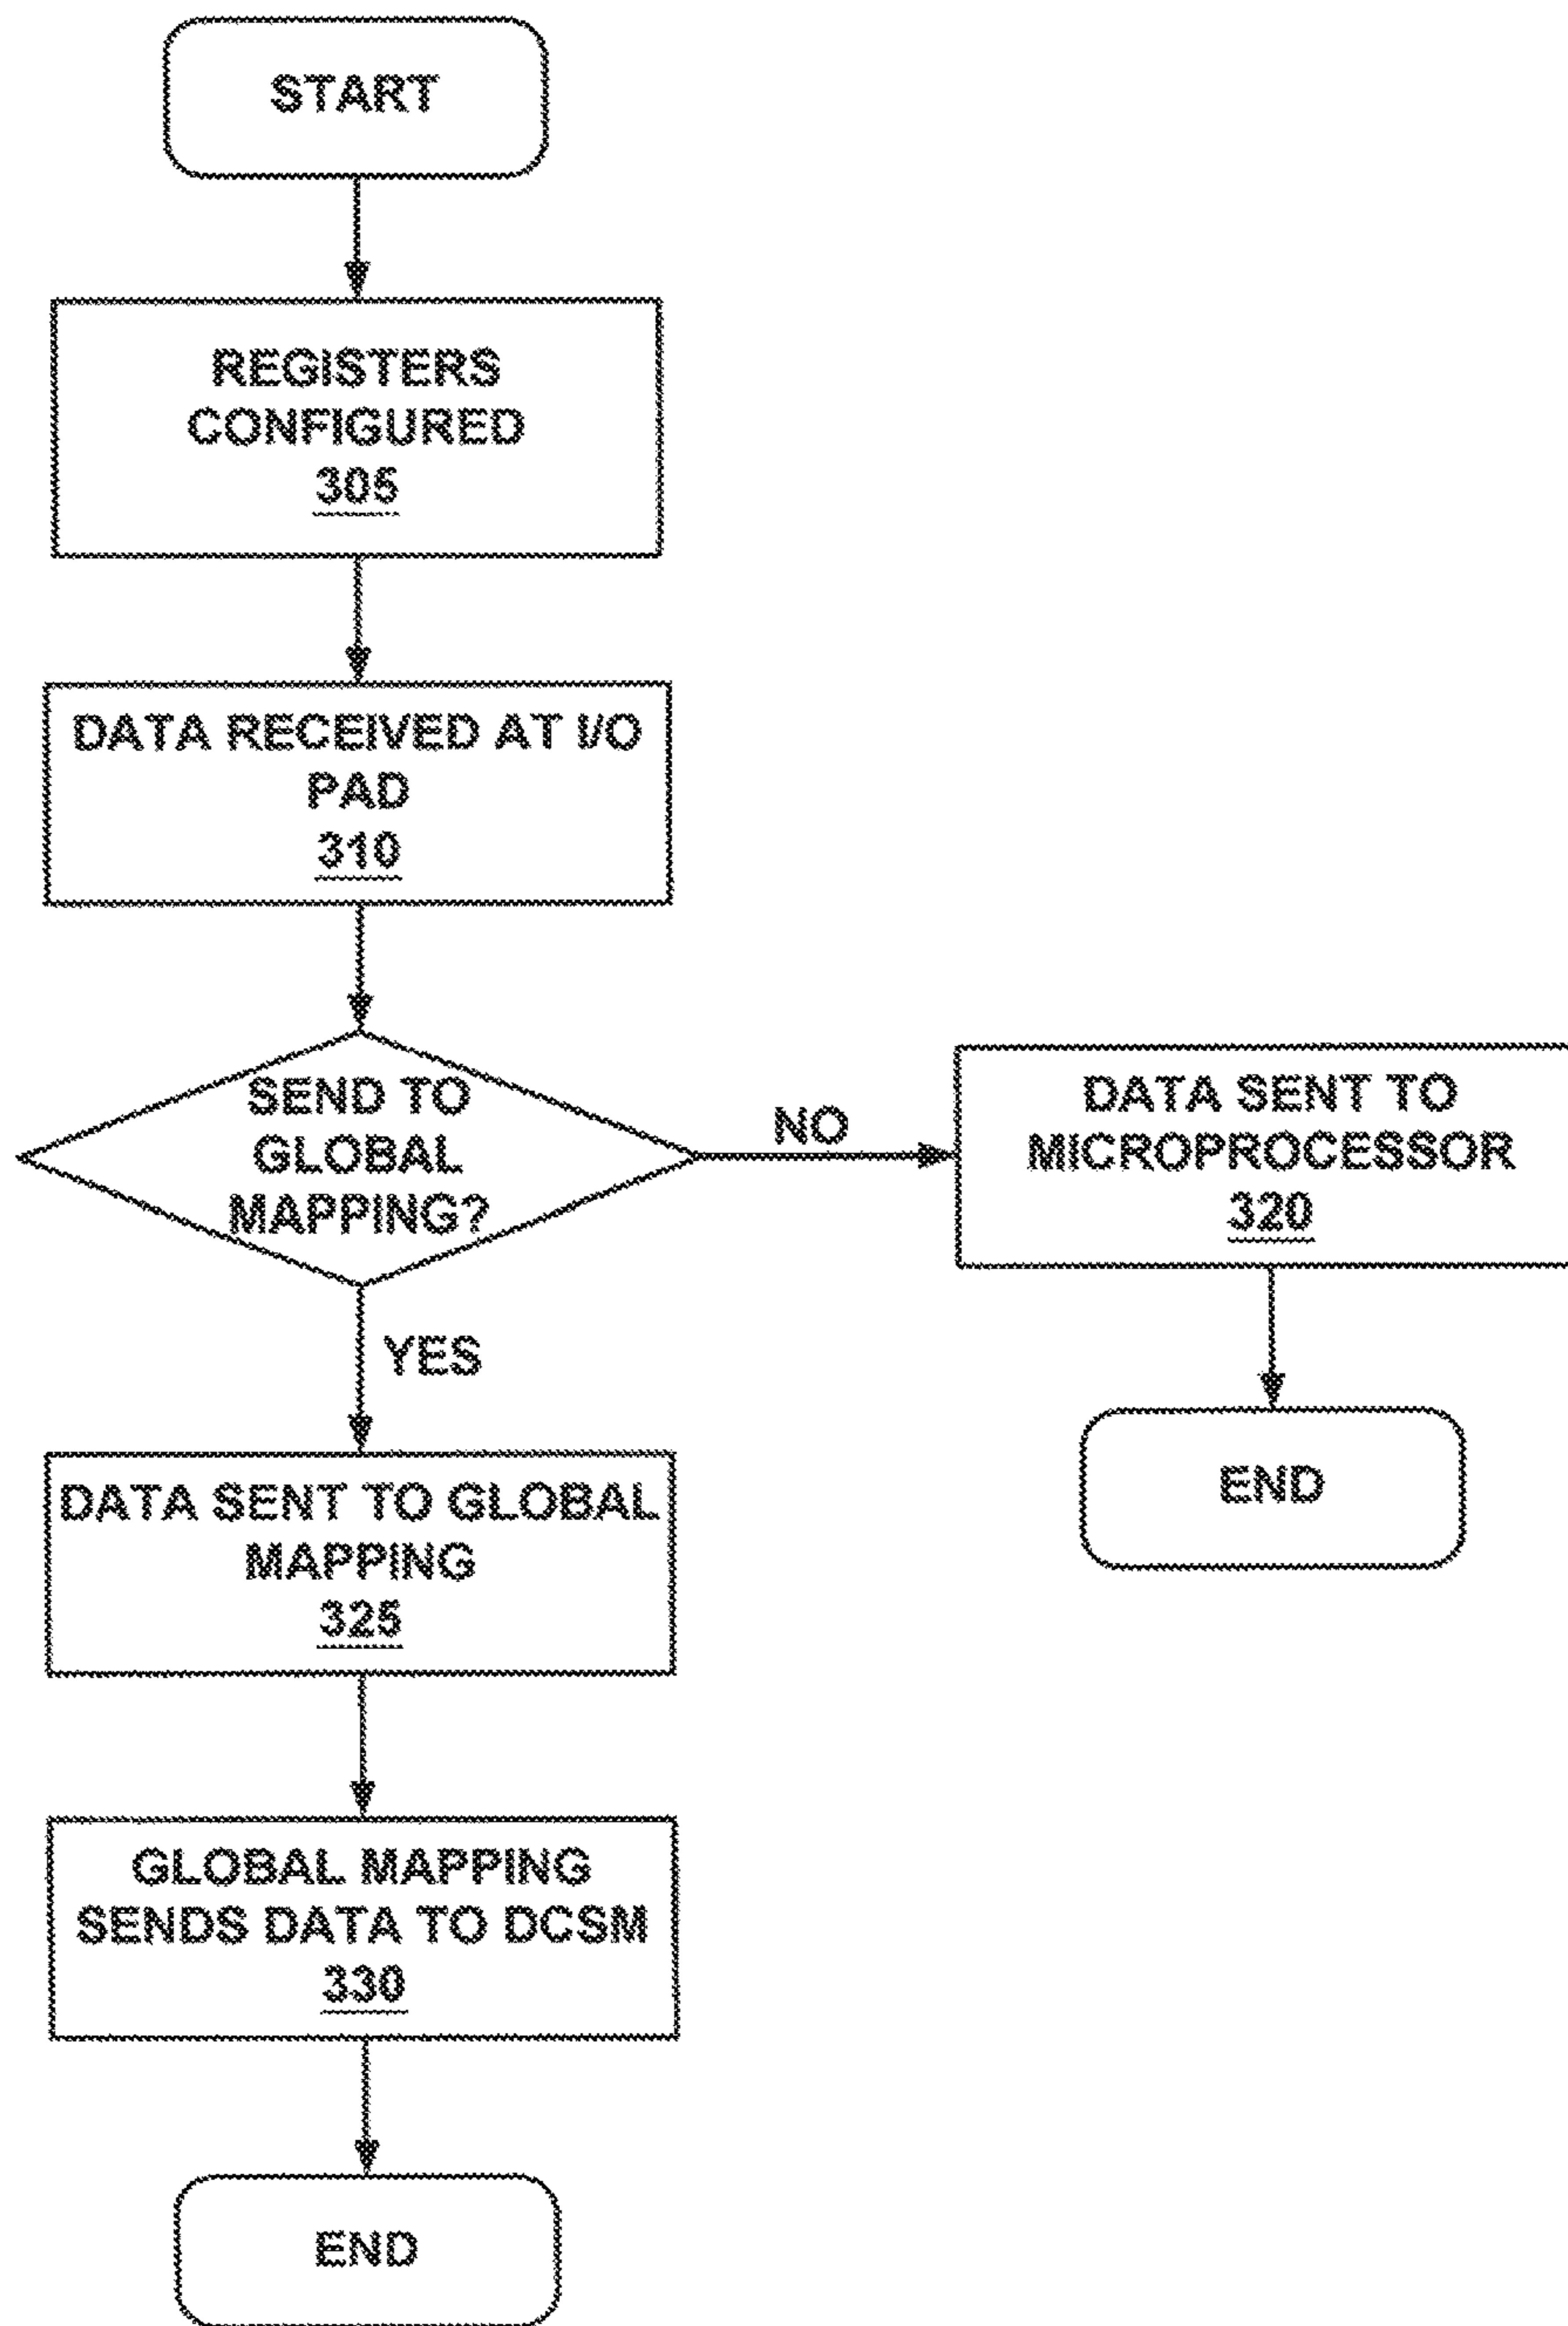 START
REGISTERS
CONFIGURED
305
DATA RECEIVED AT I/O
PAD
310
SEND TO
GLOBAL
MAPPING?
NO
DATA SENT TO
MICROPROCESSOR
320
END
YES
DATA SENT TO GLOBAL
MAPPING
325
GLOBAL MAPPING
SENDS DATA TO DCSM
330
END